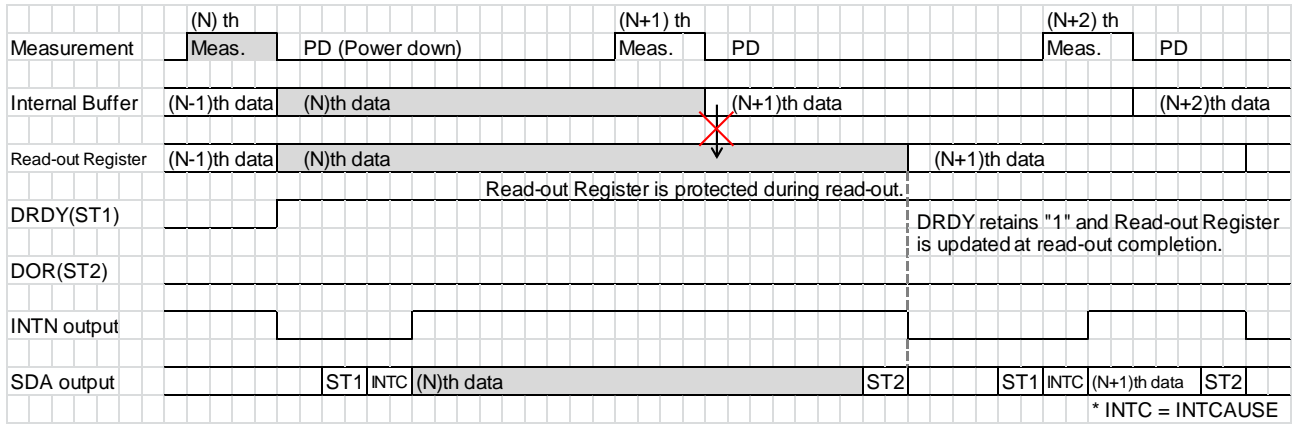 (N) th (N+1) th (N+2) th
Measurement Meas. PD (Power down) Meas. PD Meas. PD
Internal Buffer (N-1)th data (N)th data (N+1)th data (N+2)th data
Read-out Register (N-1)th data (N)th data (N+1)th data
Read-out Register is protected during read-out.
DRDY(ST1)
DRDY retains "1" and Read-out Register
is updated at read-out completion.
DOR(ST2)
INTN output
SDA output ST1 INTC (N)th data ST2 ST1 INTC (N+1)th data ST2
* INTC = INTCAUSE